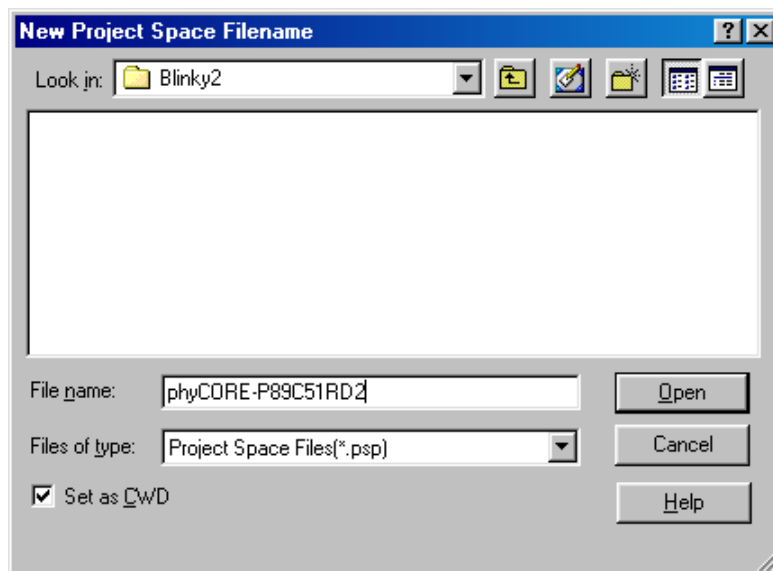 New Project Space Filename
Look in: Blinky2
File name: phyCORE-P89C51RD2 Open
Files of type: Project Space Files(*.psp) Cancel
Set as CWD Help